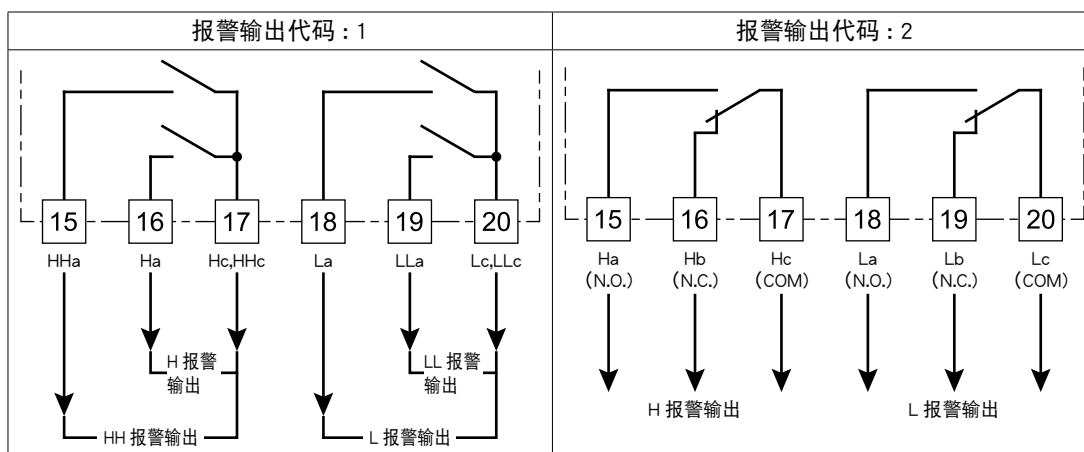 报警输出代码：1
报警输出代码：2
15 16 17 18 19 20
HHa Ha Hc,HHc La LLa Lc,LLc
H 报警
输出
LL 报警
输出
HH 报警输出
L 报警输出
15 16 17 18 19 20
Ha Hb Hc La Lb Lc
(N.O.) (N.C.) (COM) (N.O.) (N.C.) (COM)
H 报警输出
L 报警输出